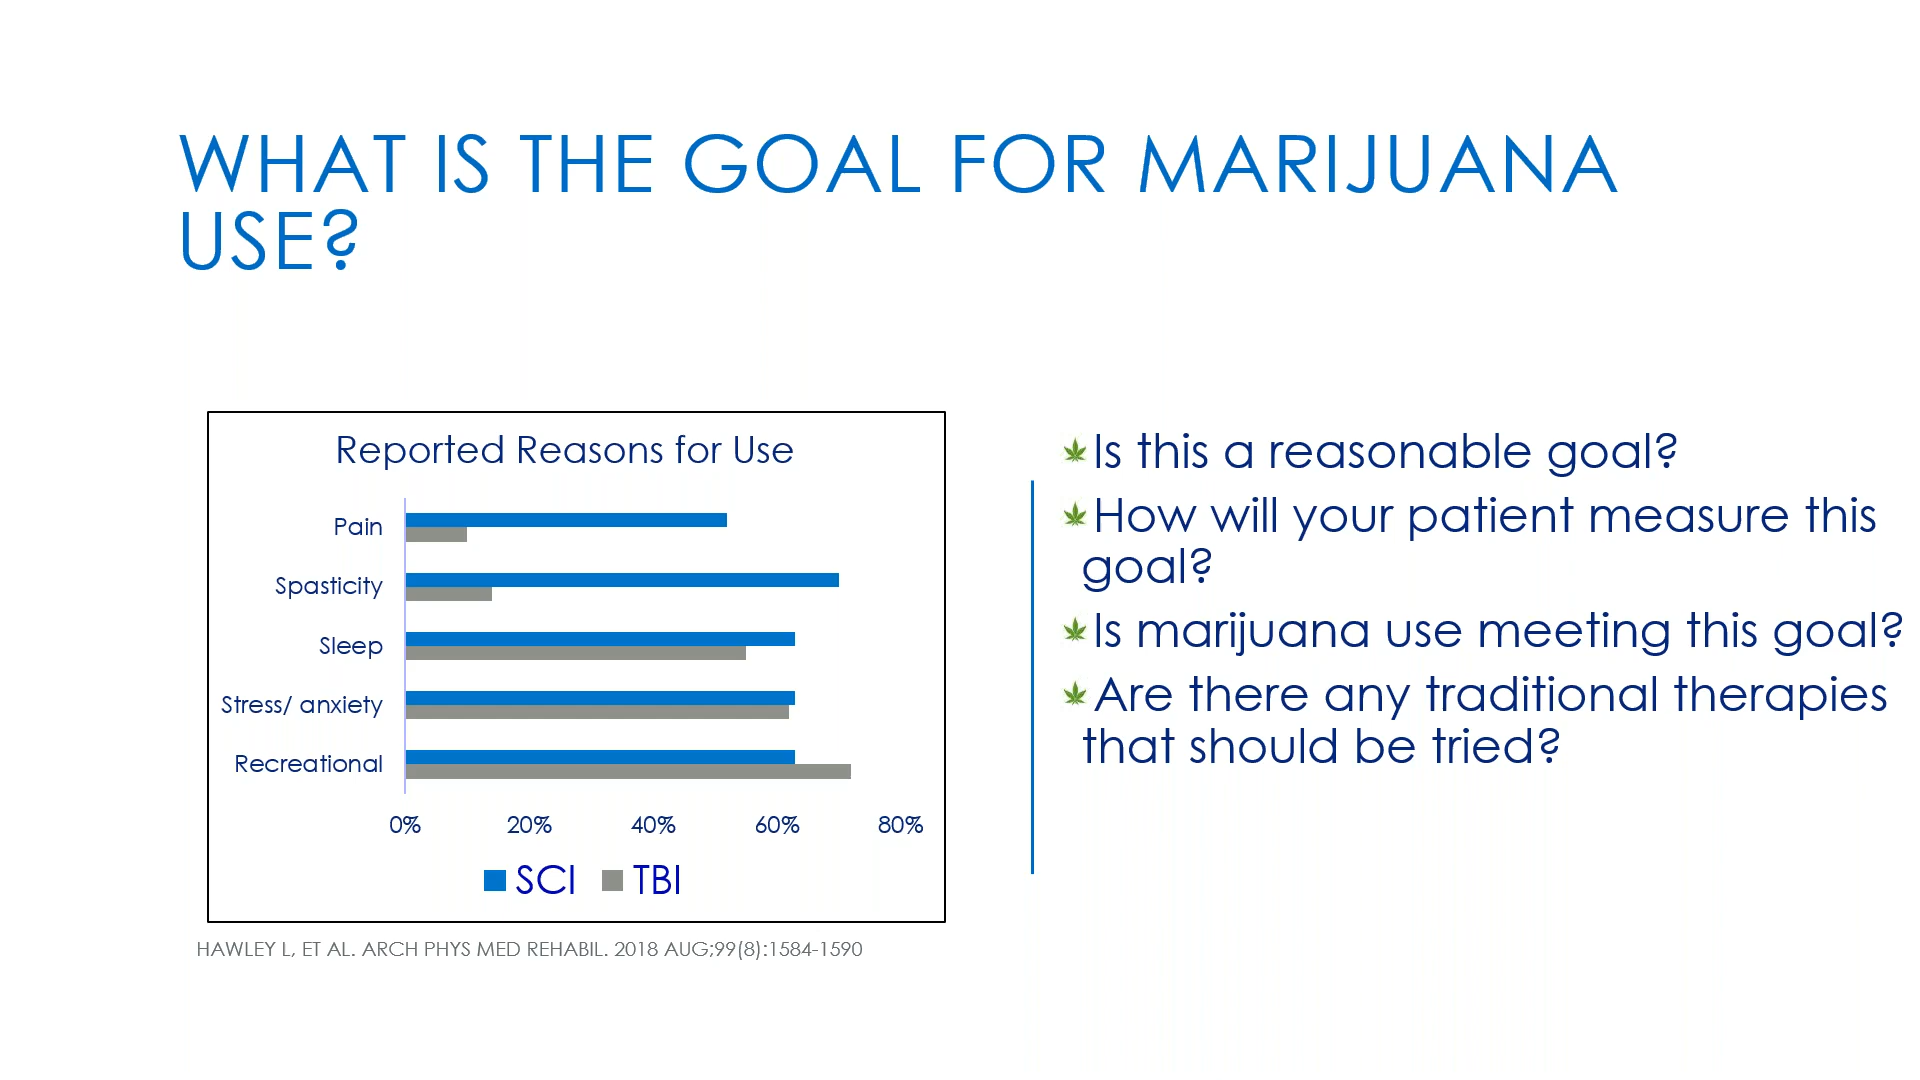 WHAT IS THE GOAL FOR MARIJUANA
USE?
Reported Reasons for Use
Pain
Spasticity
Sleep
Stress/ anxiety
Recreational
0% 20% 40% 60% 80%
SCI TBI
HAWLEY L, ET AL. ARCH PHYS MED REHABIL. 2018 AUG;99(8):1584-1590
Is this a reasonable goal?
How will your patient measure this
goal?
Is marijuana use meeting this goal?
Are there any traditional therapies
that should be tried?